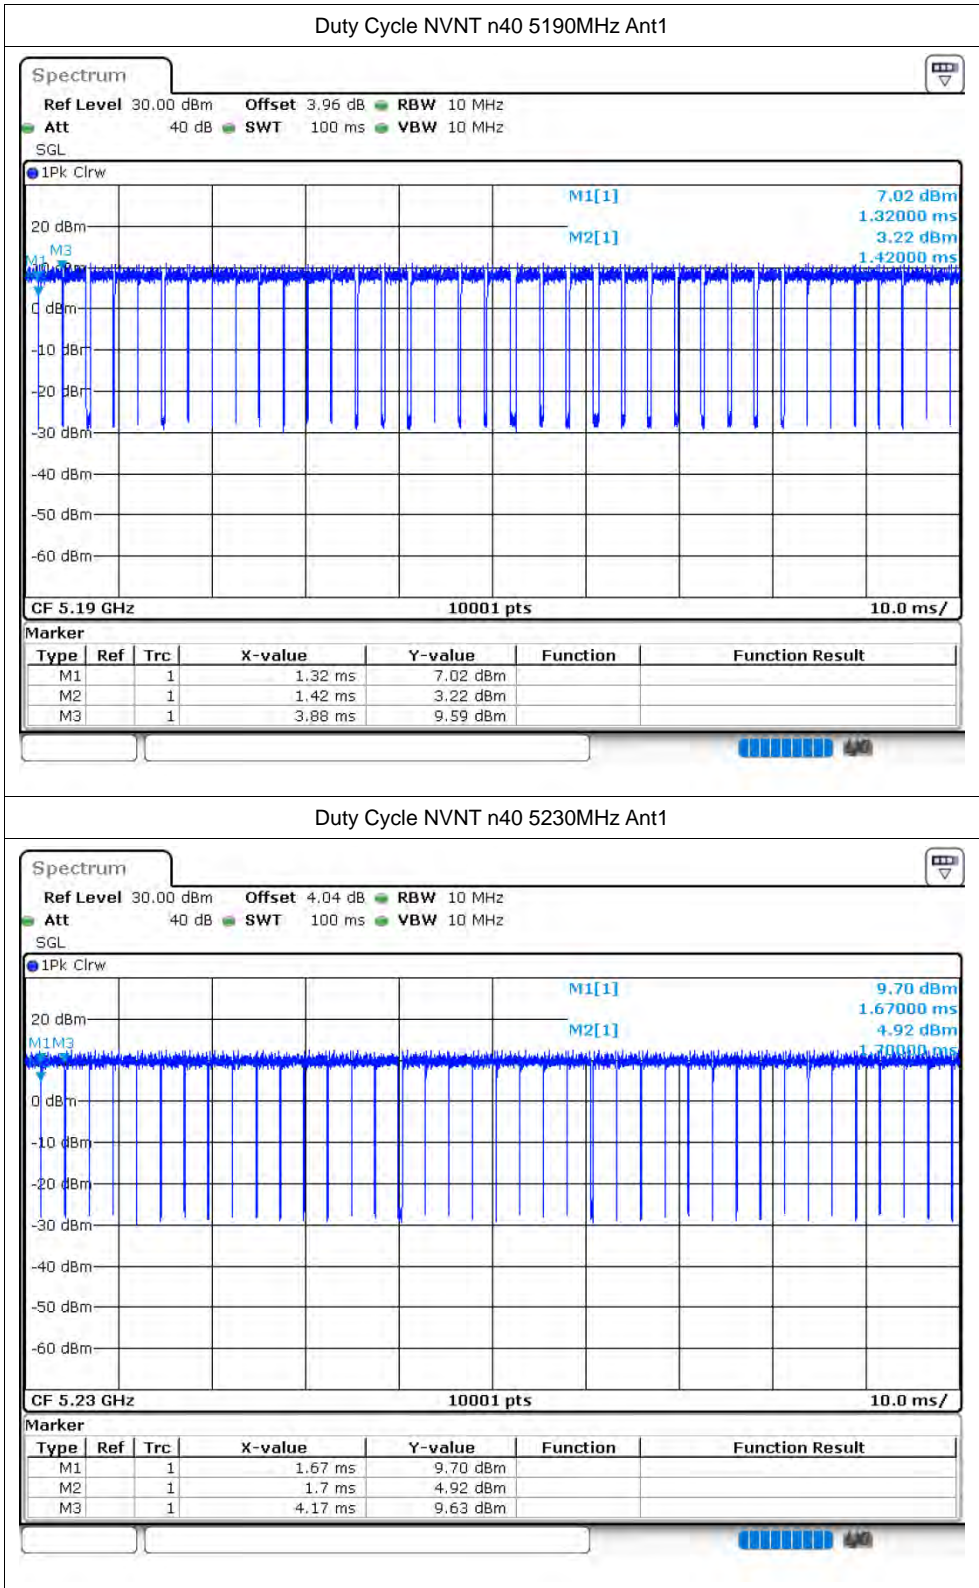 Duty Cycle NVNT n40 5190MHz Ant1
Spectrum
Ref Level 30.00 dBm Offset 3.96 dB RBW 10 MHz
Att 40 dB SWT 100 ms VBW 10 MHz
SGL
1Pk Clrw
M1[1] 7.02 dBm
1.32000 ms
20 dBm
M2[1] 3.22 dBm
1.42000 ms
M1 M3
0 dBm
-10 dBm
-20 dBm
-30 dBm
-40 dBm
-50 dBm
-60 dBm
CF 5.19 GHz 10001 pts 10.0 ms/
Marker
Type Ref Trc X-value Y-value Function Function Result
M1 1 1.32 ms 7.02 dBm
M2 1 1.42 ms 3.22 dBm
M3 1 3.88 ms 9.59 dBm
Duty Cycle NVNT n40 5230MHz Ant1
Spectrum
Ref Level 30.00 dBm Offset 4.04 dB RBW 10 MHz
Att 40 dB SWT 100 ms VBW 10 MHz
SGL
1Pk Clrw
M1[1] 9.70 dBm
1.67000 ms
20 dBm
M2[1] 4.92 dBm
1.70000 ms
M1M3
0 dBm
-10 dBm
-20 dBm
-30 dBm
-40 dBm
-50 dBm
-60 dBm
CF 5.23 GHz 10001 pts 10.0 ms/
Marker
Type Ref Trc X-value Y-value Function Function Result
M1 1 1.67 ms 9.70 dBm
M2 1 1.7 ms 4.92 dBm
M3 1 4.17 ms 9.63 dBm